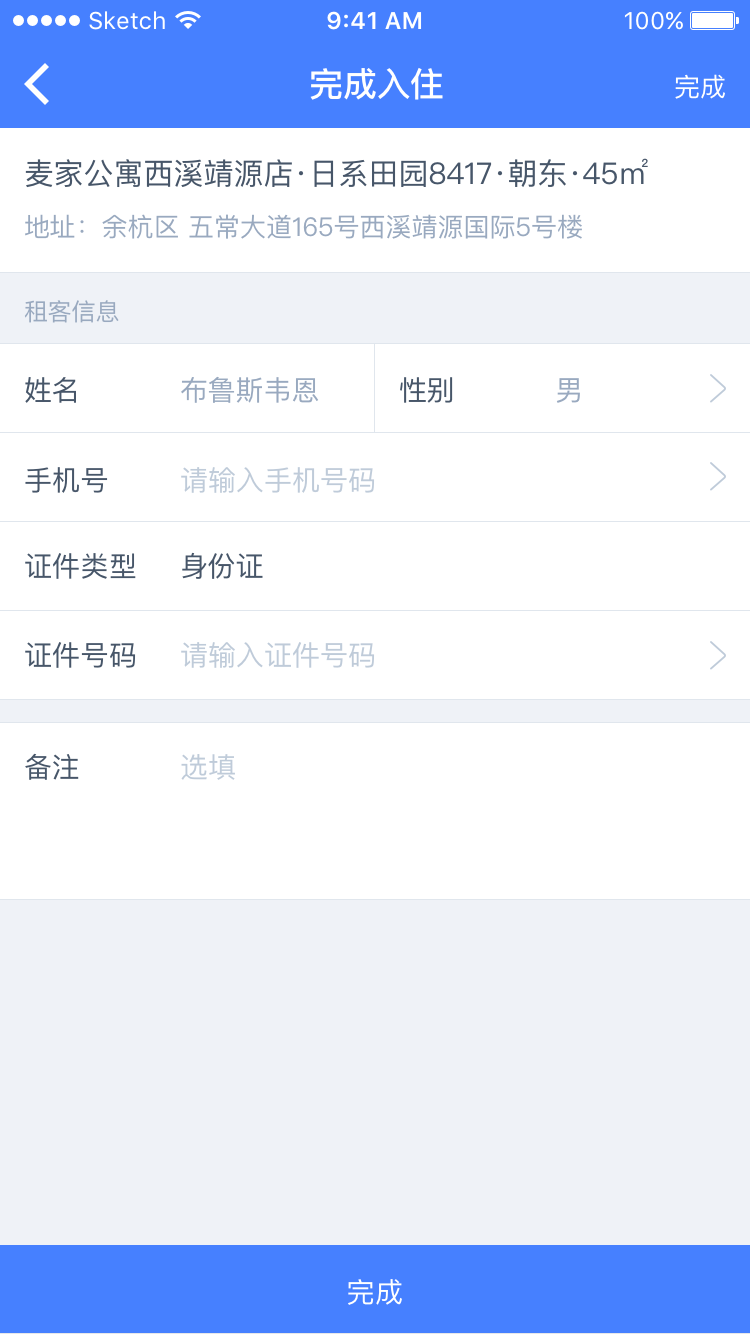 Sketch 9:41 AM 100%
完成入住 完成
麦家公寓西溪靖源店·日系田园8417·朝东·45㎡
地址：余杭区 五常大道165号西溪靖源国际5号楼
租客信息
姓名 布鲁斯韦恩 性别 男
手机号 请输入手机号码
证件类型 身份证
证件号码 请输入证件号码
备注 选填
完成